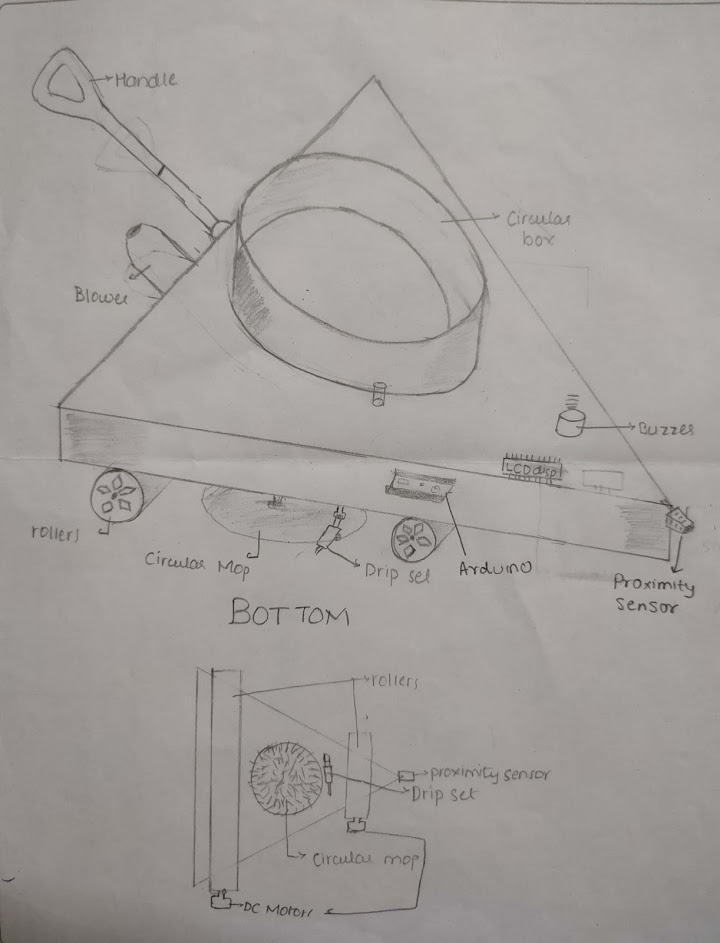 Handle
Circular
box
Blower
Buzzer
LCD disp
rollers
Circular Mop
Drip set
Arduino
Proximity
Sensor
BOTTOM
rollers
proximity sensor
Drip set
Circular mop
DC Motors